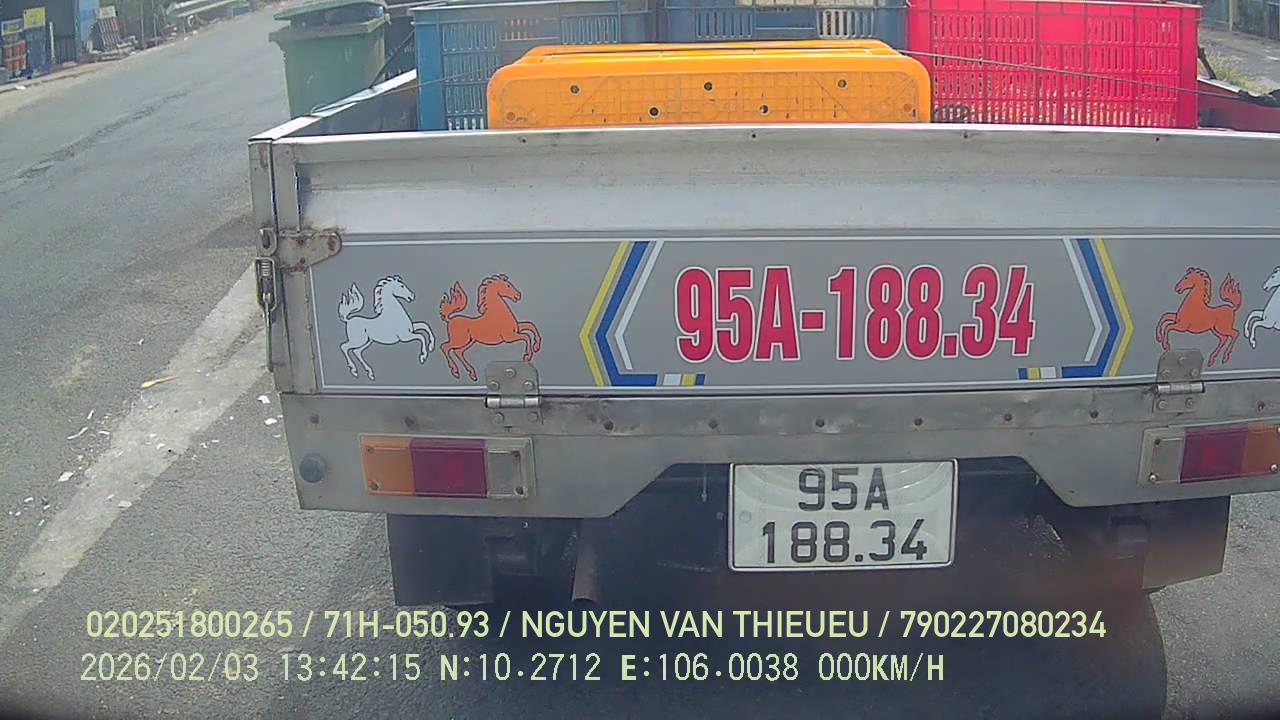 95A-188.34
95A
188.34
020251800265 / 71H-050.93 / NGUYEN VAN THIEUEU / 790227080234
2026/02/03 13:42:15 N:10.2712 E:106.0038 000KM/H